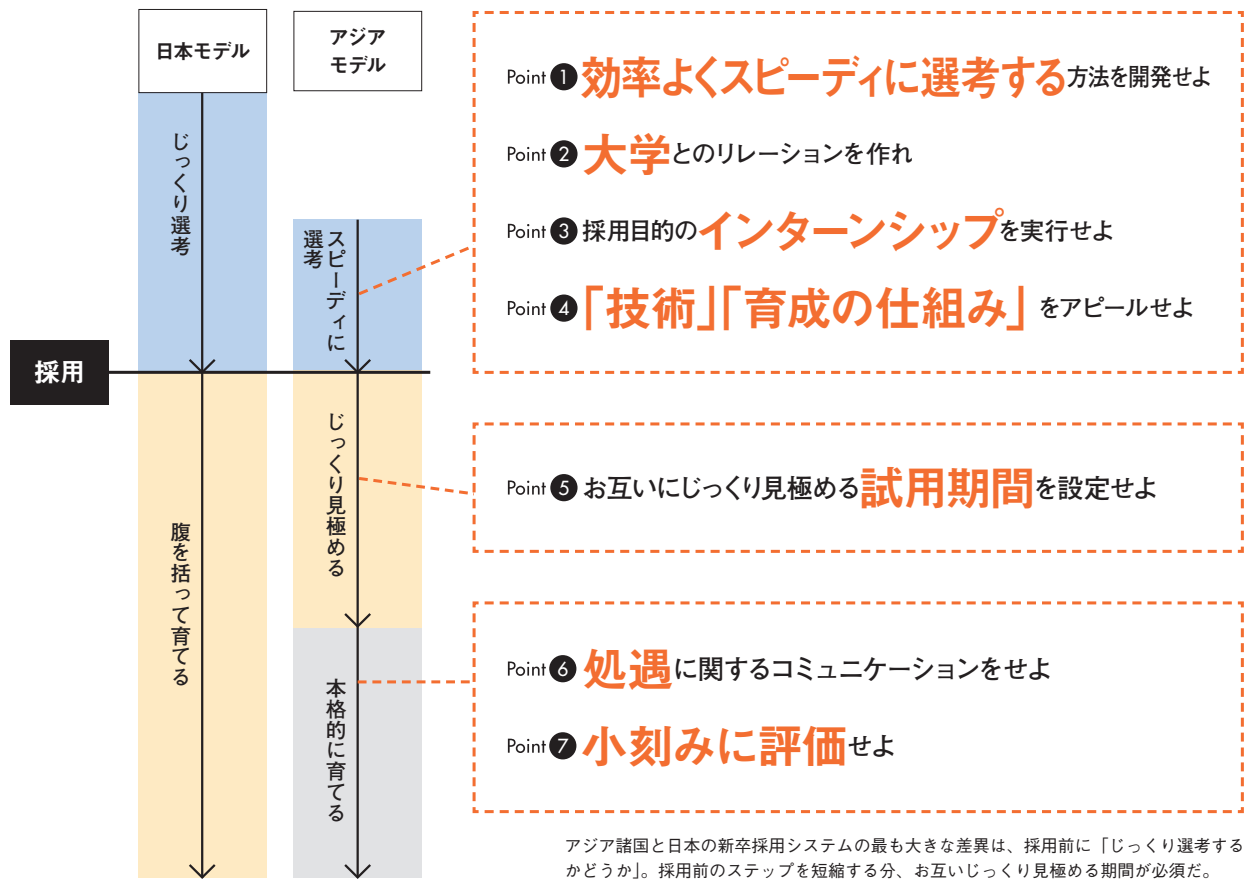 日本モデル
アジア
モデル
じっくり選考
スピーディに
選考
採用
腹を括って育てる
じっくり見極める
本格的に育てる
Point 1 効率よくスピーディに選考する方法を開発せよ
Point 2 大学とのリレーションを作れ
Point 3 採用目的のインターンシップを実行せよ
Point 4 「技術」「育成の仕組み」をアピールせよ
Point 5 お互いにじっくり見極める試用期間を設定せよ
Point 6 処遇に関するコミュニケーションをせよ
Point 7 小刻みに評価せよ
アジア諸国と日本の新卒採用システムの最も大きな差異は、採用前に「じっくり選考する
かどうか」。採用前のステップを短縮する分、お互いじっくり見極める期間が必須だ。